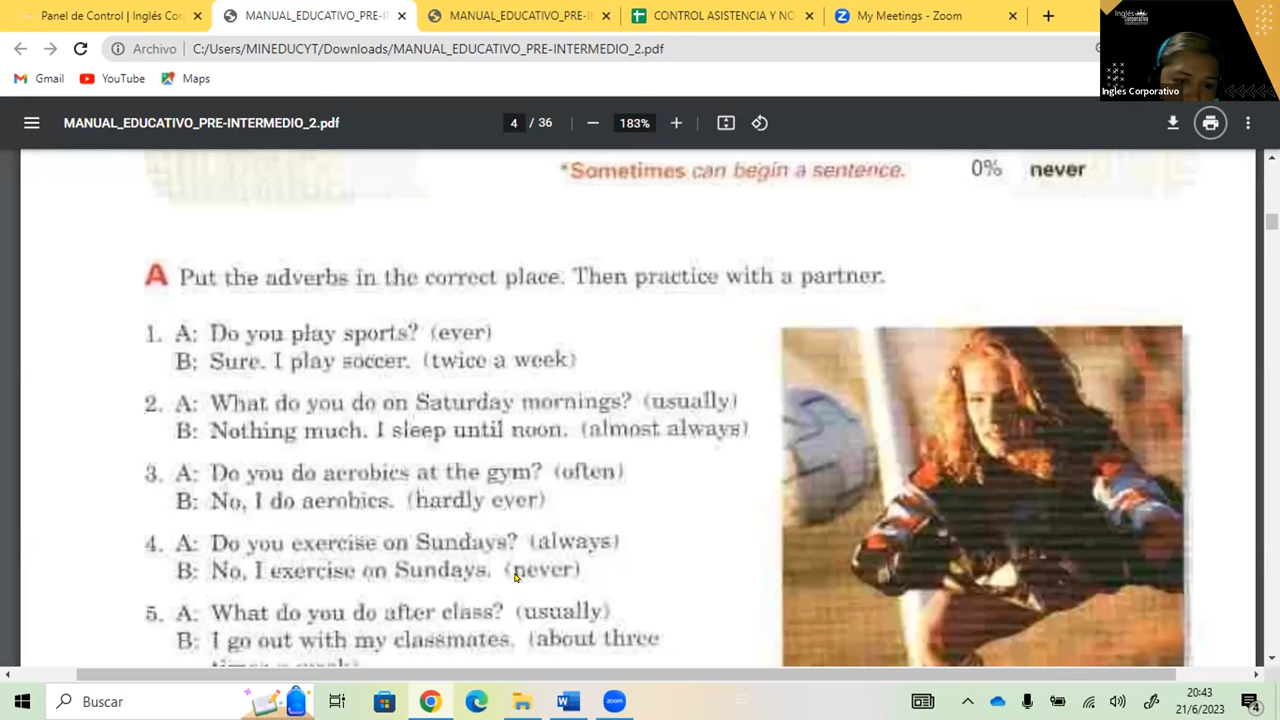 Panel de Control | Inglés Cor
MANUAL_EDUCATIVO_PRE-I
MANUAL_EDUCATIVO_PRE-I
CONTROL ASISTENCIA Y NO
My Meetings - Zoom
Archivo
C:/Users/MINEDUCYT/Downloads/MANUAL_EDUCATIVO_PRE-INTERMEDIO_2.pdf
Inglés
Corporativo
Inglés Corporativo
Gmail
YouTube
Maps
MANUAL_EDUCATIVO_PRE-INTERMEDIO_2.pdf
4 / 36
183%
*Sometimes can begin a sentence.
0% never
A Put the adverbs in the correct place. Then practice with a partner.
1. A: Do you play sports? (ever)
B: Sure. I play soccer. (twice a week)
2. A: What do you do on Saturday mornings? (usually)
B: Nothing much. I sleep until noon. (almost always)
3. A: Do you do aerobics at the gym? (often)
B: No, I do aerobics. (hardly ever)
4. A: Do you exercise on Sundays? (always)
B: No, I exercise on Sundays. (never)
5. A: What do you do after class? (usually)
B: I go out with my classmates. (about three
times a week)
Buscar
20:43
21/6/2023
4